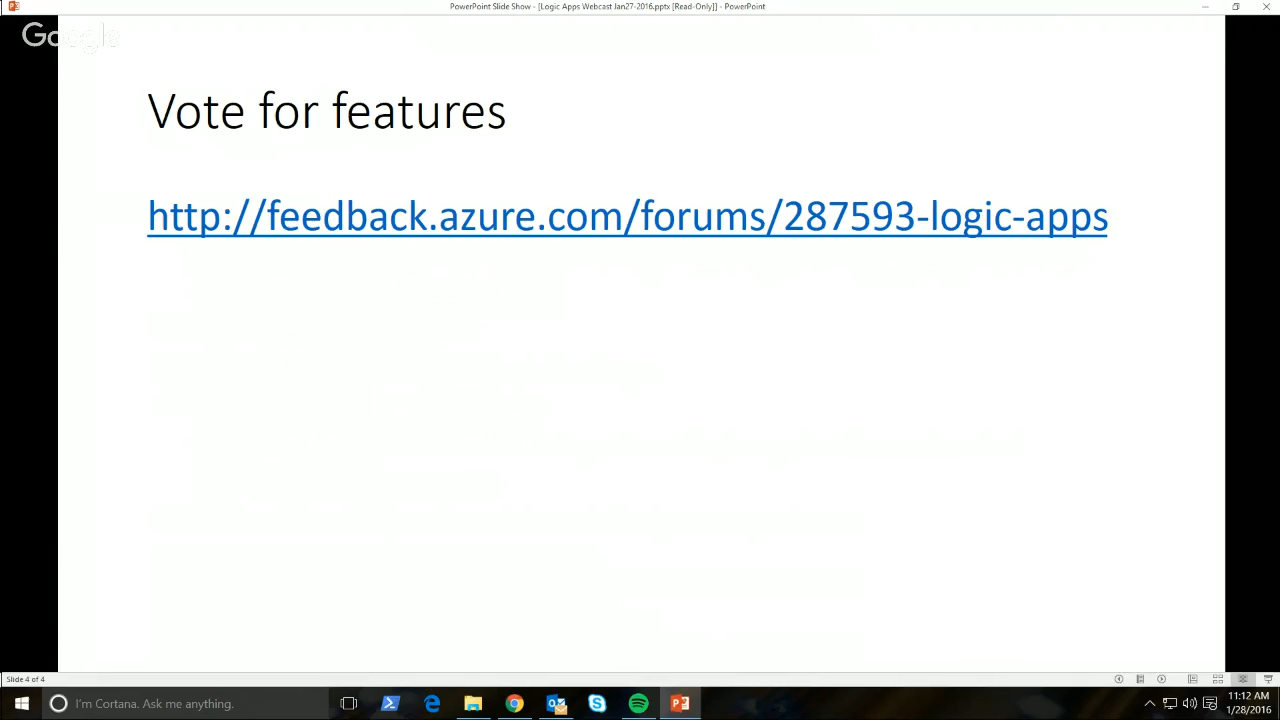 PowerPoint Slide Show - [Logic Apps Webcast Jan27-2016.pptx [Read-Only]] - PowerPoint
Google
Vote for features
http://feedback.azure.com/forums/287593-logic-apps
Slide 4 of 4
I'm Cortana. Ask me anything.
11:12 AM
1/28/2016